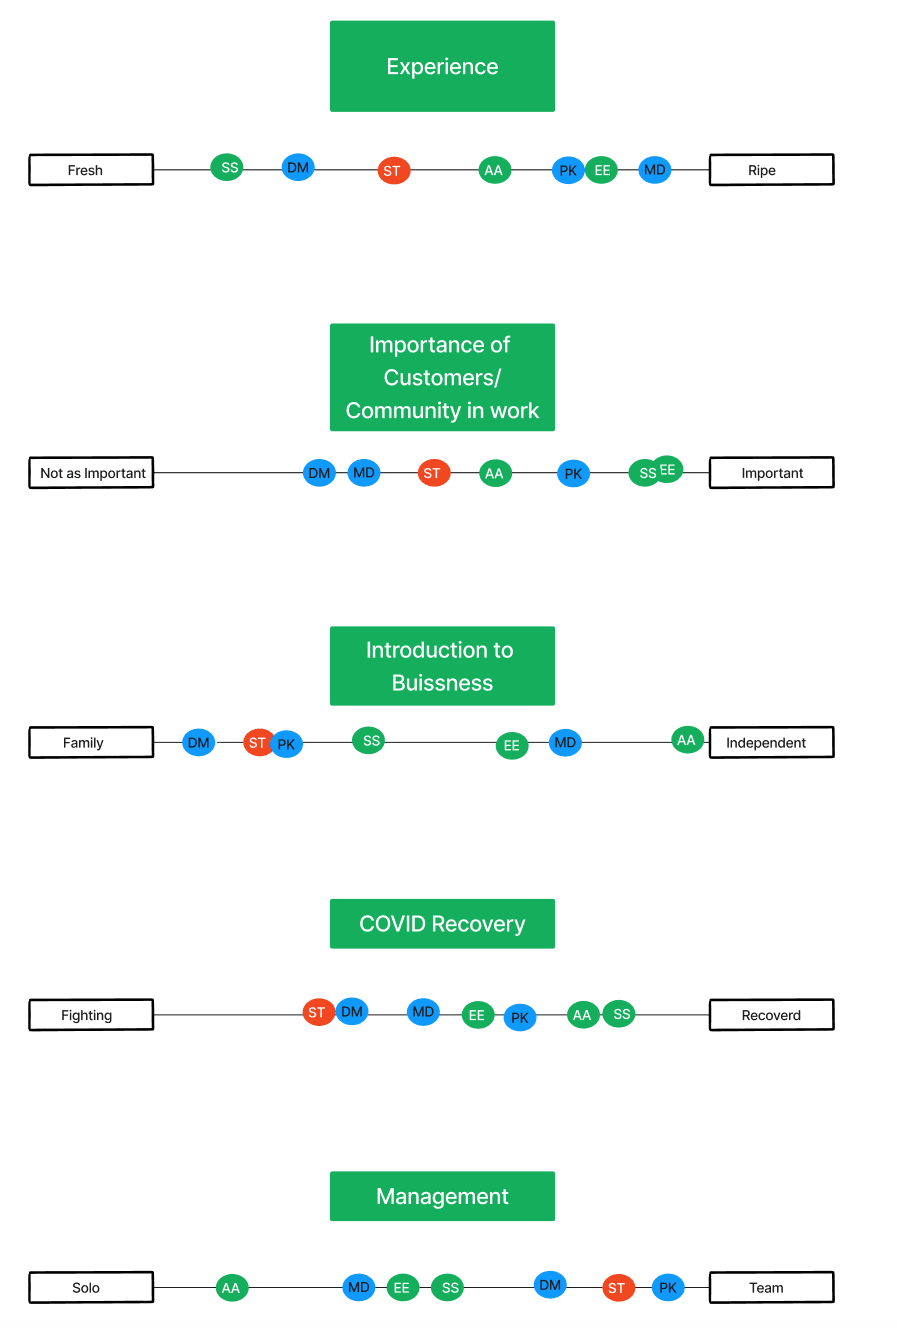 Experience
Fresh SS DM ST AA PK EE MD Ripe
Importance of
Customers/
Community in work
Not as Important DM MD ST AA PK SS EE Important
Introduction to
Buissness
Family DM ST PK SS EE MD AA Independent
COVID Recovery
Fighting ST DM MD EE PK AA SS Recoverd
Management
Solo AA MD EE SS DM ST PK Team